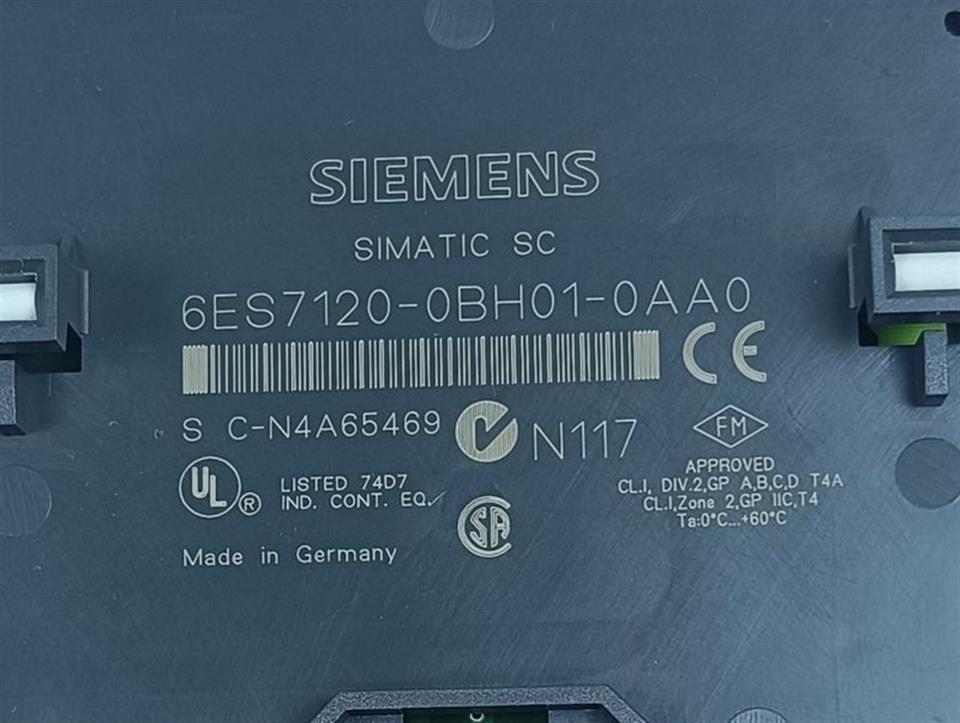 SIEMENS
SIMATIC SC
6ES7120-0BH01-0AA0
CE
S C-N4A65469
N117
FM
APPROVED
CL.I, DIV.2,GP A,B,C,D T4A
CL.I,Zone 2,GP IIC,T4
Ta:0°C...+60°C
UL ®
LISTED 74D7
IND. CONT. EQ.
SA
Made in Germany